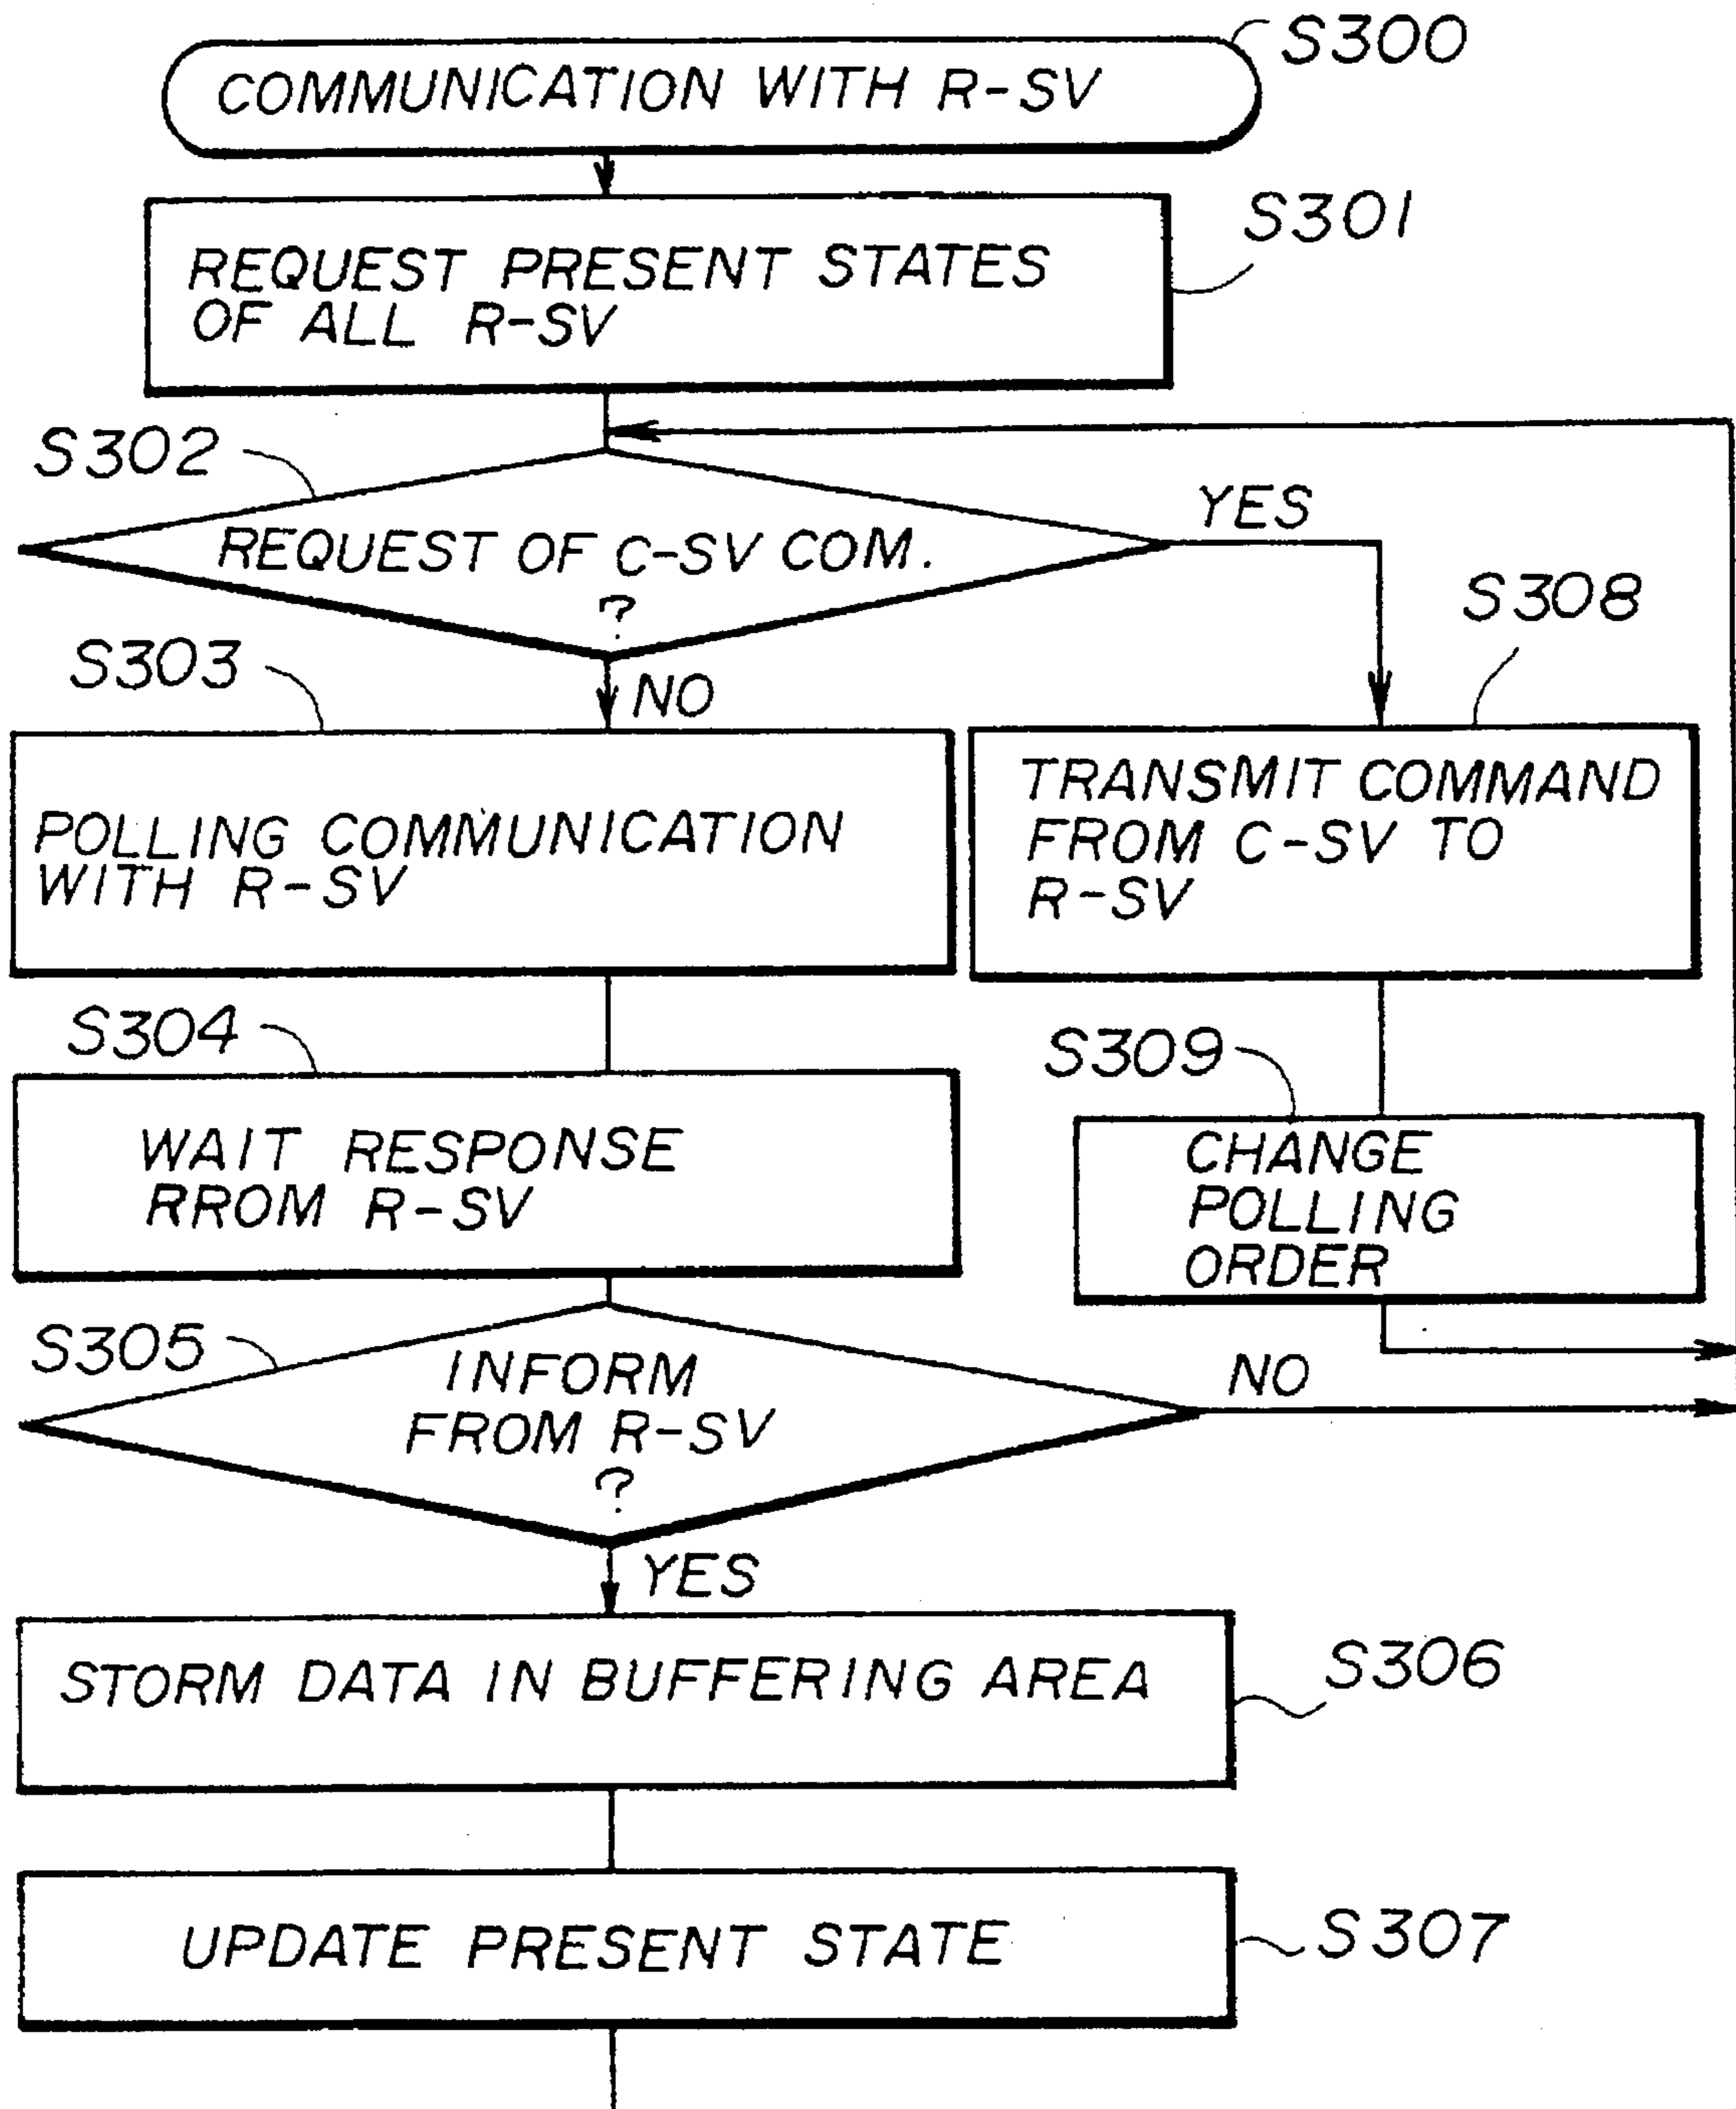 S300
COMMUNICATION WITH R-SV
S301
REQUEST PRESENT STATES
OF ALL R-SV
S302
REQUEST OF C-SV COM.
?
YES
NO
S303
POLLING COMMUNICATION
WITH R-SV
S308
TRANSMIT COMMAND
FROM C-SV TO
R-SV
S304
WAIT RESPONSE
RROM R-SV
S309
CHANGE
POLLING
ORDER
S305
INFORM
FROM R-SV
?
NO
YES
S306
STORM DATA IN BUFFERING AREA
S307
UPDATE PRESENT STATE